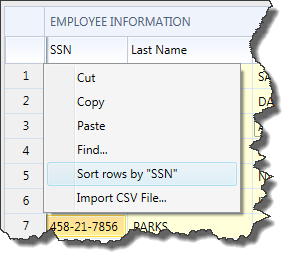 EMPLOYEE INFORMATION
SSN Last Name
1
Cut
2
Copy
3
Paste
4
Find...
5
Sort rows by "SSN"
6
Import CSV File...
7 458-21-7856 PARKS